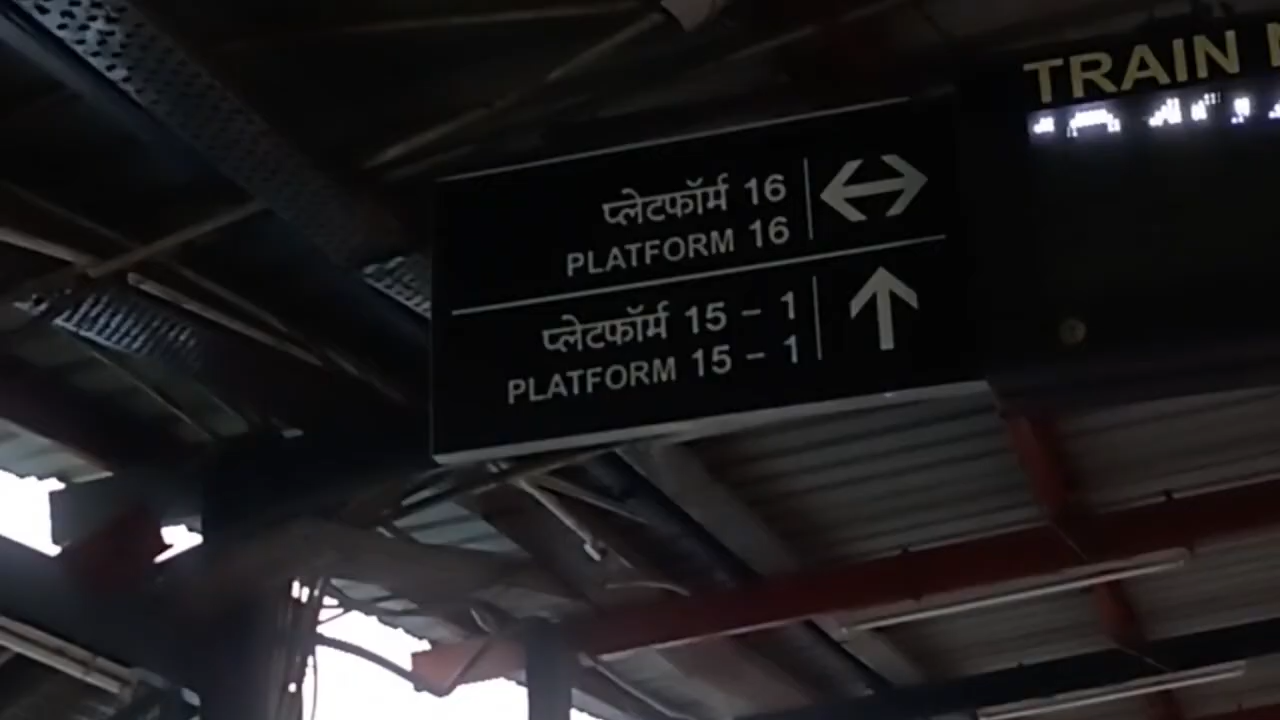 प्लेटफॉर्म 16
PLATFORM 16
प्लेटफॉर्म 15 - 1
PLATFORM 15 - 1
TRAIN